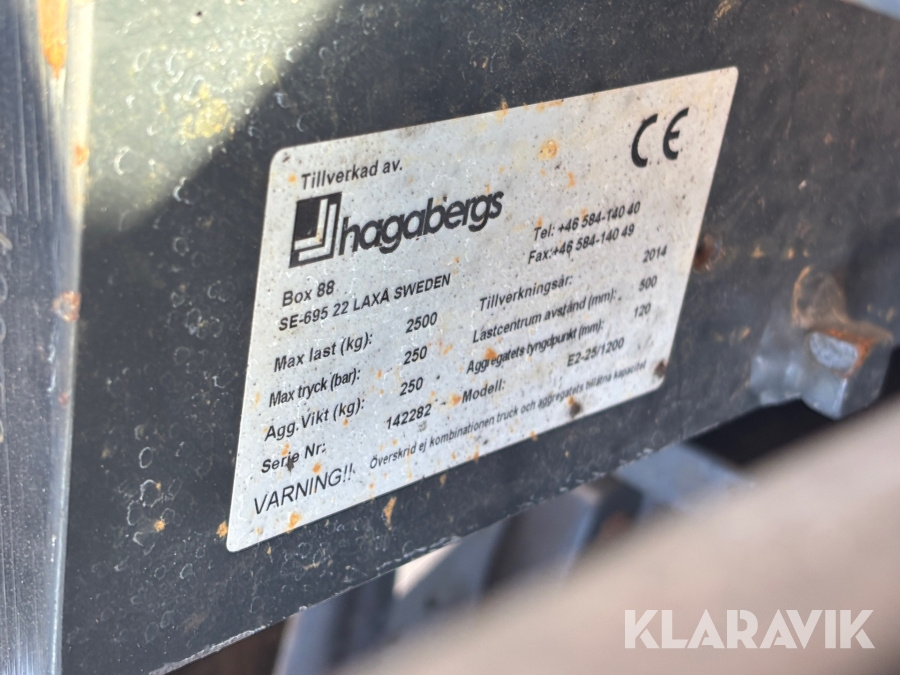 Tillverkad av.
CE
hagabergs
Box 88
SE-695 22 LAXÅ SWEDEN
Tel: +46 584-140 40
Fax:+46 584-140 49
Max last (kg): 2500 Tillverkningsår: 2014
Max tryck (bar): 250 Lastcentrum avstånd (mm): 500
Agg.Vikt (kg): 250 Aggregatets tyngdpunkt (mm): 120
Serie Nr: 142282 Modell: E2-25/1200
VARNING!! Överskrid ej kombinationen truck och aggregatets tillåtna kapacitet
KLARAVIK